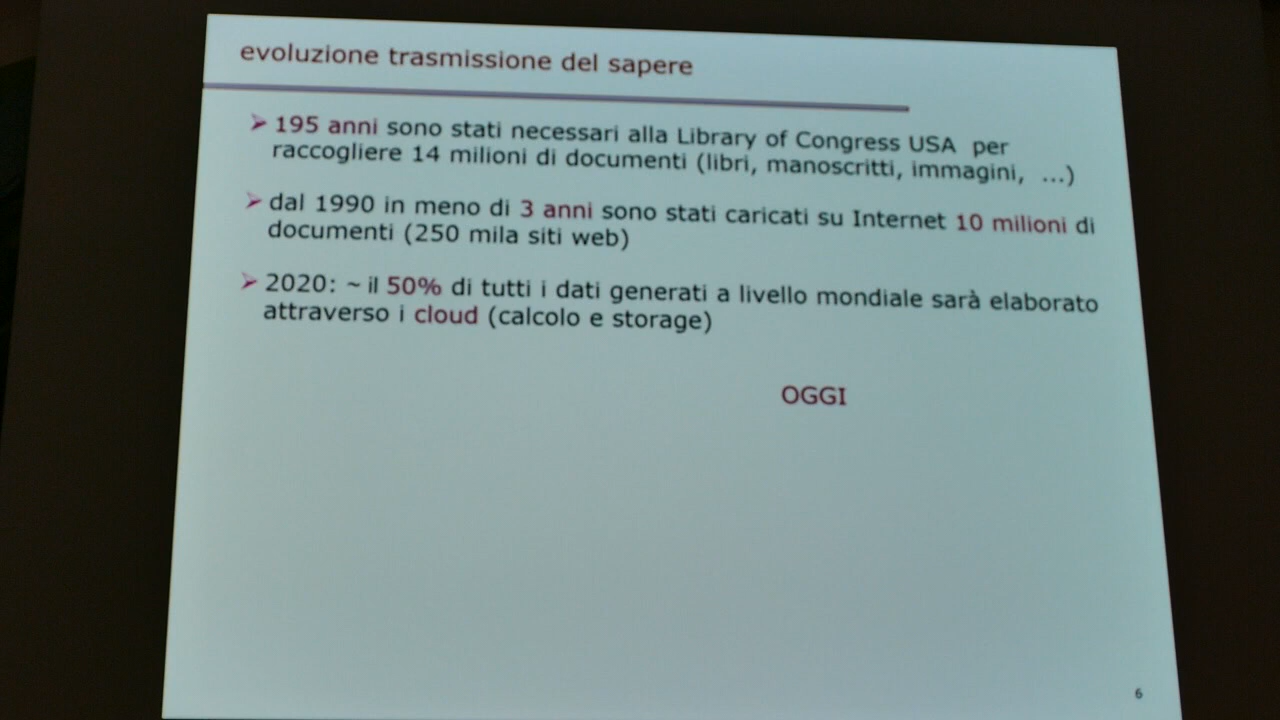 evoluzione trasmissione del sapere
➢ 195 anni sono stati necessari alla Library of Congress USA per
raccogliere 14 milioni di documenti (libri, manoscritti, immagini, ...)
➢ dal 1990 in meno di 3 anni sono stati caricati su Internet 10 milioni di
documenti (250 mila siti web)
➢ 2020: ~ il 50% di tutti i dati generati a livello mondiale sarà elaborato
attraverso i cloud (calcolo e storage)
OGGI
6